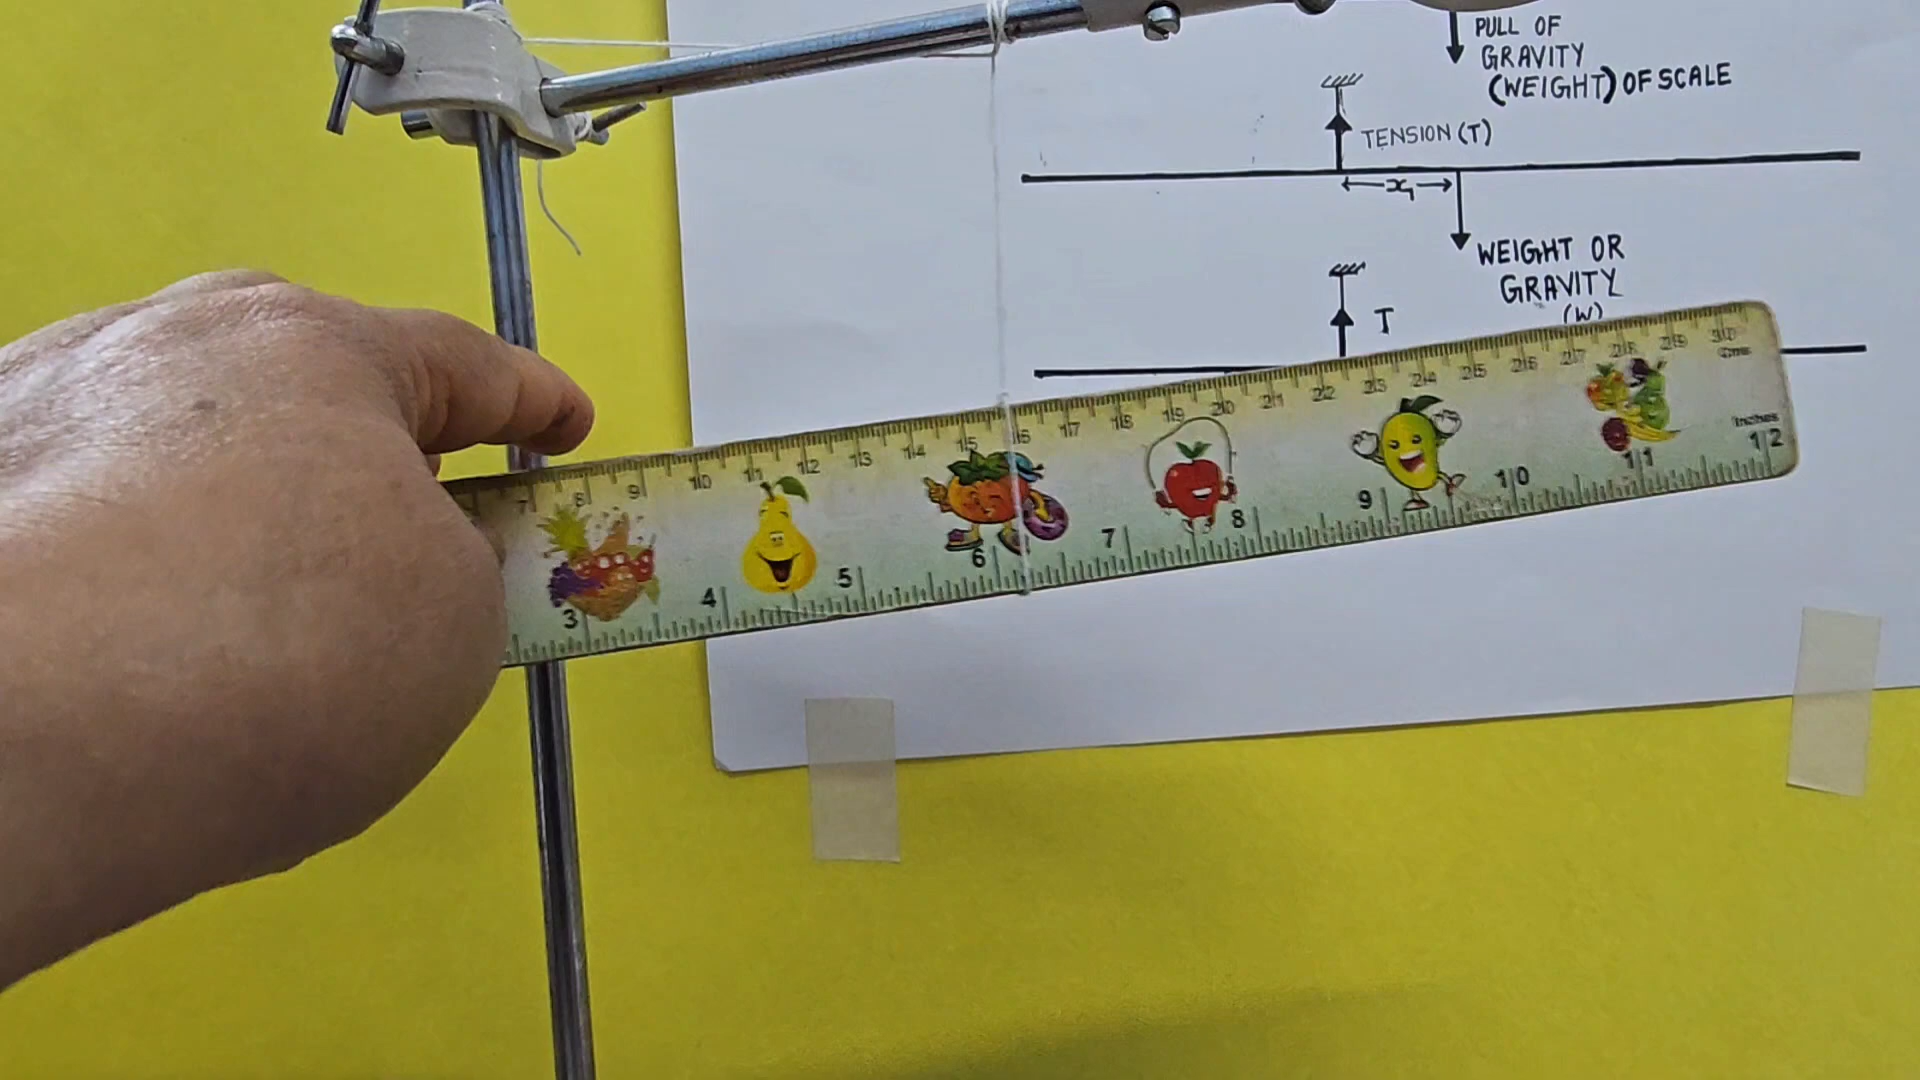 PULL OF
GRAVITY
(WEIGHT) OF SCALE
TENSION (T)
x₁
WEIGHT OR
GRAVITY
(W)
T
7 8 9 10 11 12 13 14 15 16 17 18 19 20 21 22 23 24 25 26 27 28 29 30
Cms
Inches
3 4 5 6 7 8 9 10 11 12